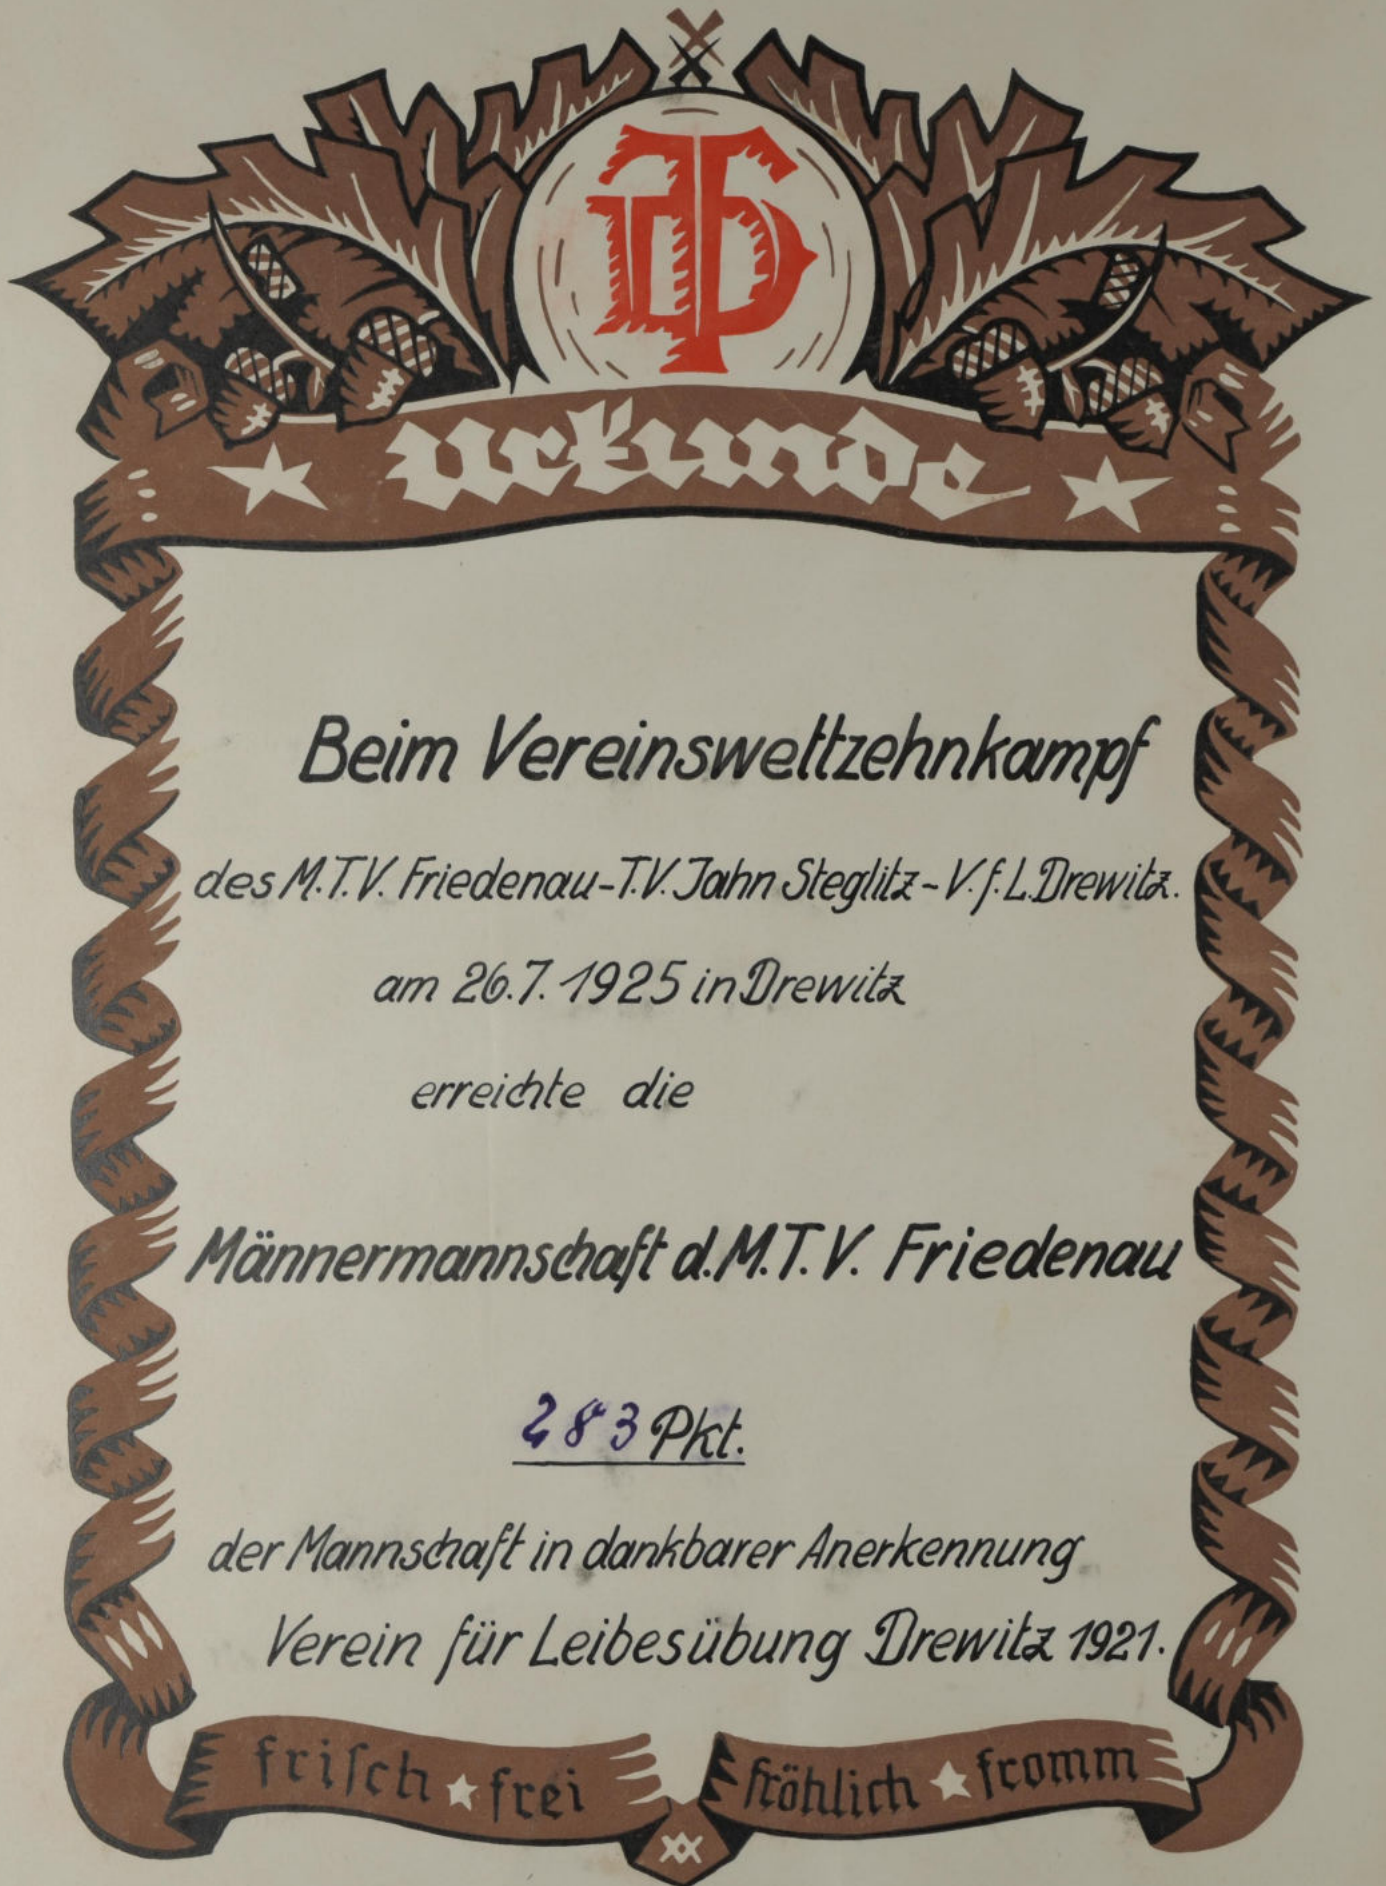 urkunde
Beim Vereinswettzehnkampf
des M.T.V. Friedenau-T.V. Jahn Steglitz-V.f.L. Drewitz.
am 26.7.1925 in Drewitz
erreichte die
Männermannschaft d. M.T.V. Friedenau
283 Pkt.
der Mannschaft in dankbarer Anerkennung
Verein für Leibesübung Drewitz 1921.
friſch ★ frei fröhlich ★ fromm